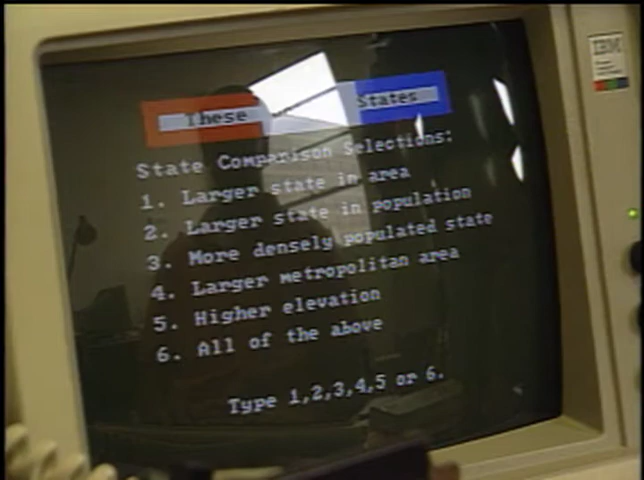 IBM
These States
State Comparison Selections:
1. Larger state in area
2. Larger state in population
3. More densely populated state
4. Larger metropolitan area
5. Higher elevation
6. All of the above
Type 1,2,3,4,5 or 6.